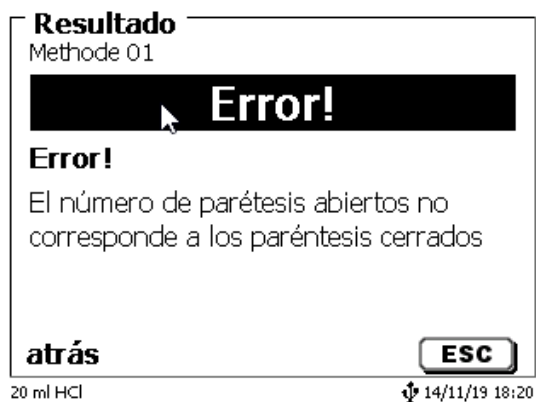 Resultado
Methode 01
Error!
Error!
El número de parétesis abiertos no
corresponde a los paréntesis cerrados
atrás ESC
20 ml HCl 14/11/19 18:20